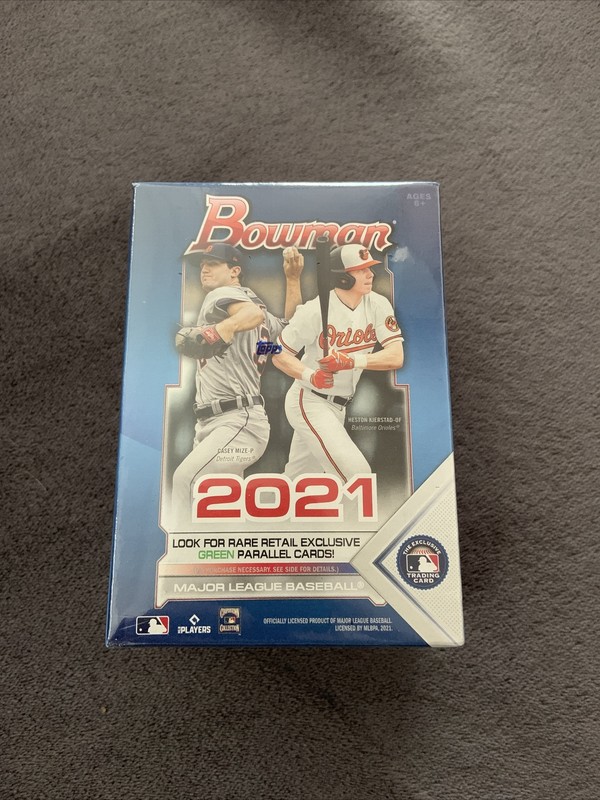 AGES
6+
Bowman
Topps
Orioles
HESTON KJERSTAD-OF
Baltimore Orioles®
CASEY MIZE-P
Detroit Tigers®
2021
LOOK FOR RARE RETAIL EXCLUSIVE
GREEN PARALLEL CARDS!
NECESSARY. SEE SIDE FOR DETAILS.)
MAJOR LEAGUE BASEBALL®
THE EXCLUSIVE
TRADING
CARD
PLAYERS
OFFICIALLY LICENSED PRODUCT OF MAJOR LEAGUE BASEBALL.
LICENSED BY MLBPA, 2021.